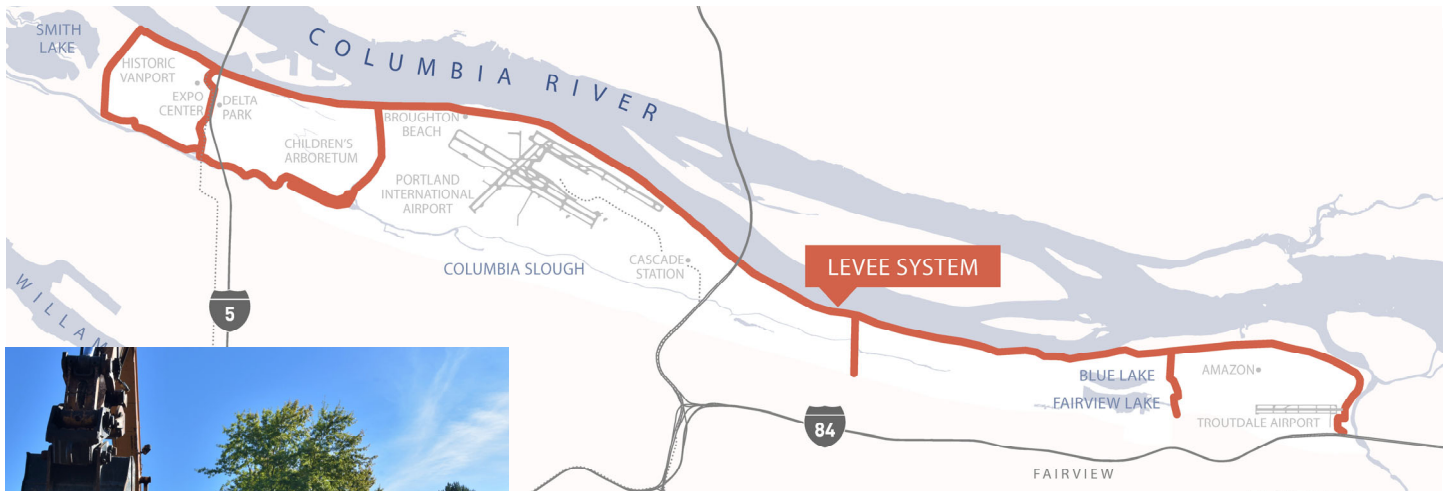 SMITH
LAKE
HISTORIC
VANPORT
EXPO
CENTER
DELTA
PARK
CHILDREN'S
ARBORETUM
BROUGHTON
BEACH
COLUMBIA RIVER
PORTLAND
INTERNATIONAL
AIRPORT
CASCADE
STATION
COLUMBIA SLOUGH
LEVEE SYSTEM
5
84
BLUE LAKE
FAIRVIEW LAKE
AMAZON
TROUTDALE AIRPORT
FAIRVIEW